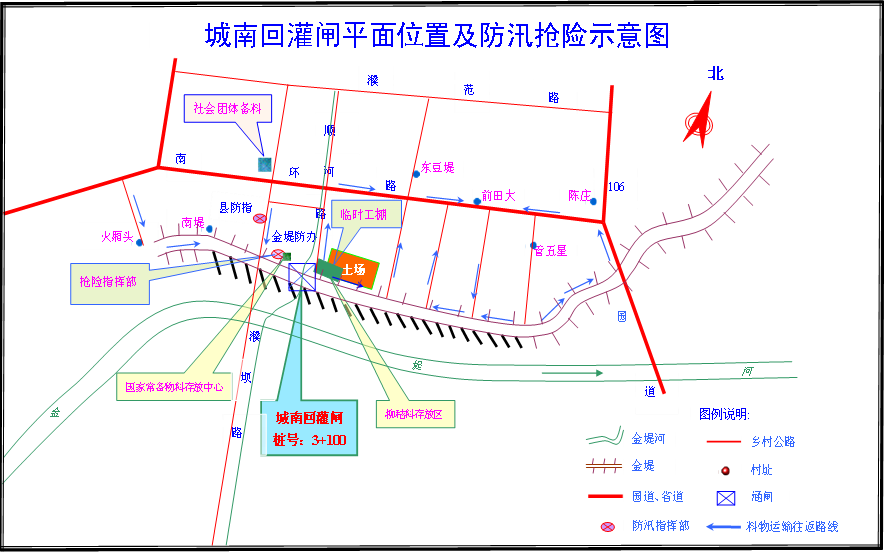 城南回灌闸平面位置及防汛抢险示意图
北
濮 范 路
社会团体备料
顺 河 路
南 环 路
东豆堤
前田大
陈庄
106
县防指
南堤
火厢头
金堤防办
临时工棚
土场
管五星
抢险指挥部
国 道
濮 坝 路
国家常备物料存放中心
城南回灌闸
桩号：3+100
柳秸料存放区
金 堤 河
图例说明:
金堤河
乡村公路
金堤
村址
国道、省道
涵闸
防汛指挥部
料物运输往返路线